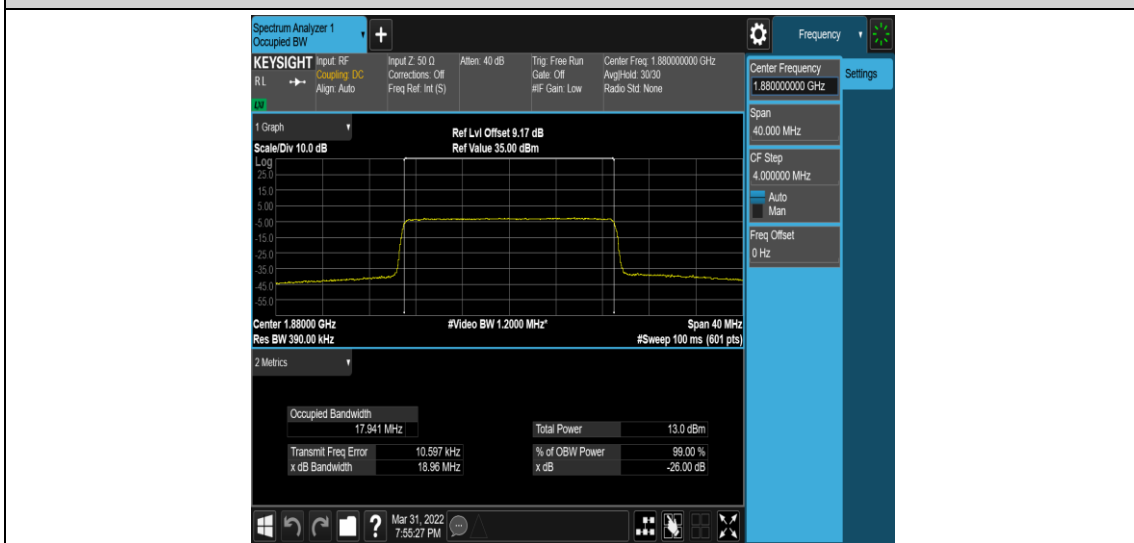 Spectrum Analyzer 1
Occupied BW
+
Frequency
KEYSIGHT
RL
LXI
Input: RF
Coupling: DC
Align: Auto
Input Z: 50 Ω
Corrections: Off
Freq Ref: Int (S)
Atten: 40 dB
Trig: Free Run
Gate: Off
#IF Gain: Low
Center Freq: 1.880000000 GHz
Avg|Hold: 30/30
Radio Std: None
Center Frequency
1.880000000 GHz
Settings
Span
40.000 MHz
CF Step
4.000000 MHz
Auto
Man
Freq Offset
0 Hz
1 Graph
Ref Lvl Offset 9.17 dB
Scale/Div 10.0 dB
Ref Value 35.00 dBm
Log
25.0
15.0
5.00
-5.00
-15.0
-25.0
-35.0
-45.0
-55.0
Center 1.88000 GHz
#Video BW 1.2000 MHz*
Span 40 MHz
Res BW 390.00 kHz
#Sweep 100 ms (601 pts)
2 Metrics
Occupied Bandwidth
17.941 MHz
Total Power 13.0 dBm
Transmit Freq Error 10.597 kHz
% of OBW Power 99.00 %
x dB Bandwidth 18.96 MHz
x dB -26.00 dB
?
Mar 31, 2022
7:55:27 PM